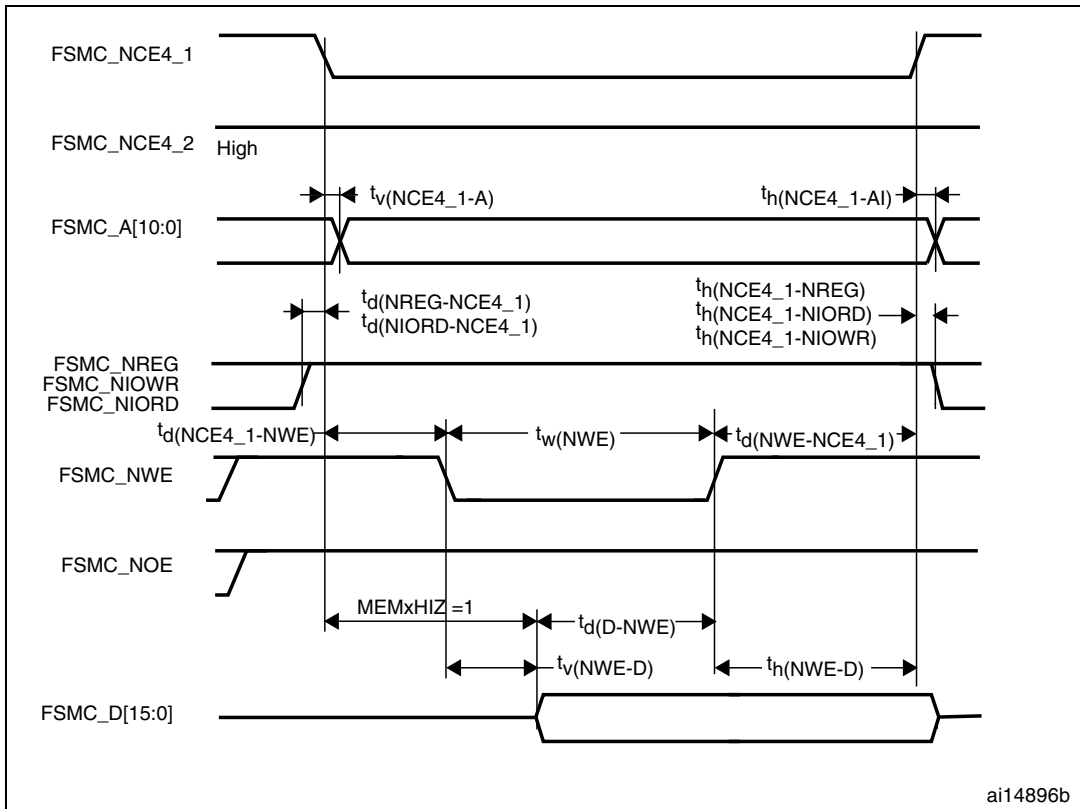 FSMC_NCE4_1
FSMC_NCE4_2
High
tv(NCE4_1-A)
th(NCE4_1-AI)
FSMC_A[10:0]
td(NREG-NCE4_1)
td(NIORD-NCE4_1)
th(NCE4_1-NREG)
th(NCE4_1-NIORD)
th(NCE4_1-NIOWR)
FSMC_NREG
FSMC_NIOWR
FSMC_NIORD
td(NCE4_1-NWE)
tw(NWE)
td(NWE-NCE4_1)
FSMC_NWE
FSMC_NOE
MEMxHIZ =1
td(D-NWE)
tv(NWE-D)
th(NWE-D)
FSMC_D[15:0]
ai14896b